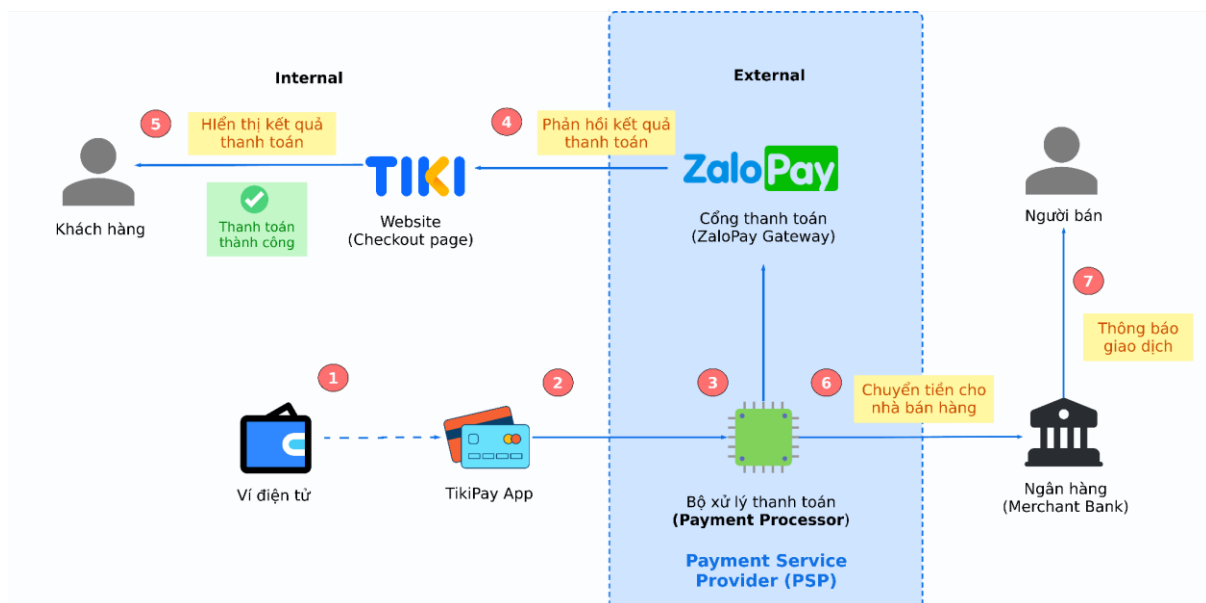 Internal
External
5
HIển thị kết quả
thanh toán
4
Phản hồi kết quả
thanh toán
TIKI
ZaloPay
Khách hàng
Thanh toán
thành công
Website
(Checkout page)
Cổng thanh toán
(ZaloPay Gateway)
Người bán
7
Thông báo
giao dịch
1
2
3
6
Chuyển tiền cho
nhà bán hàng
Ví điện tử
TikiPay App
Bộ xử lý thanh toán
(Payment Processor)
Ngân hàng
(Merchant Bank)
Payment Service
Provider (PSP)